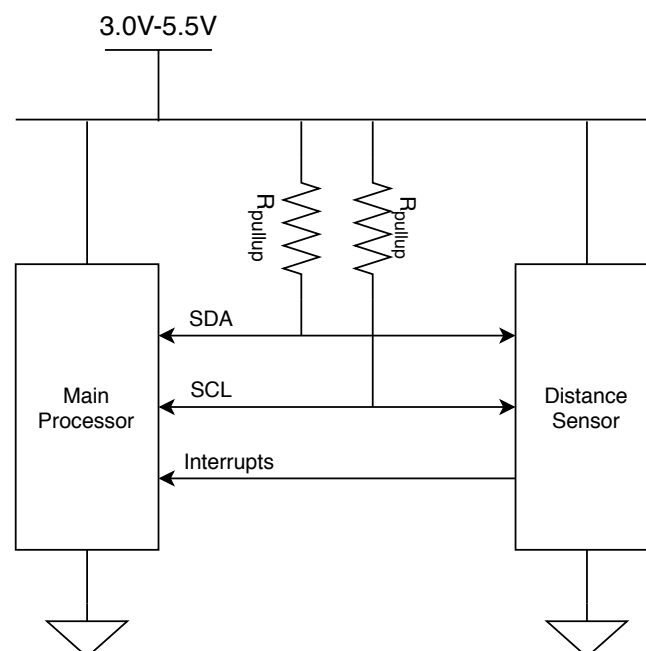 3.0V-5.5V
Rpullup
Rpullup
SDA
SCL
Interrupts
Main
Processor
Distance
Sensor